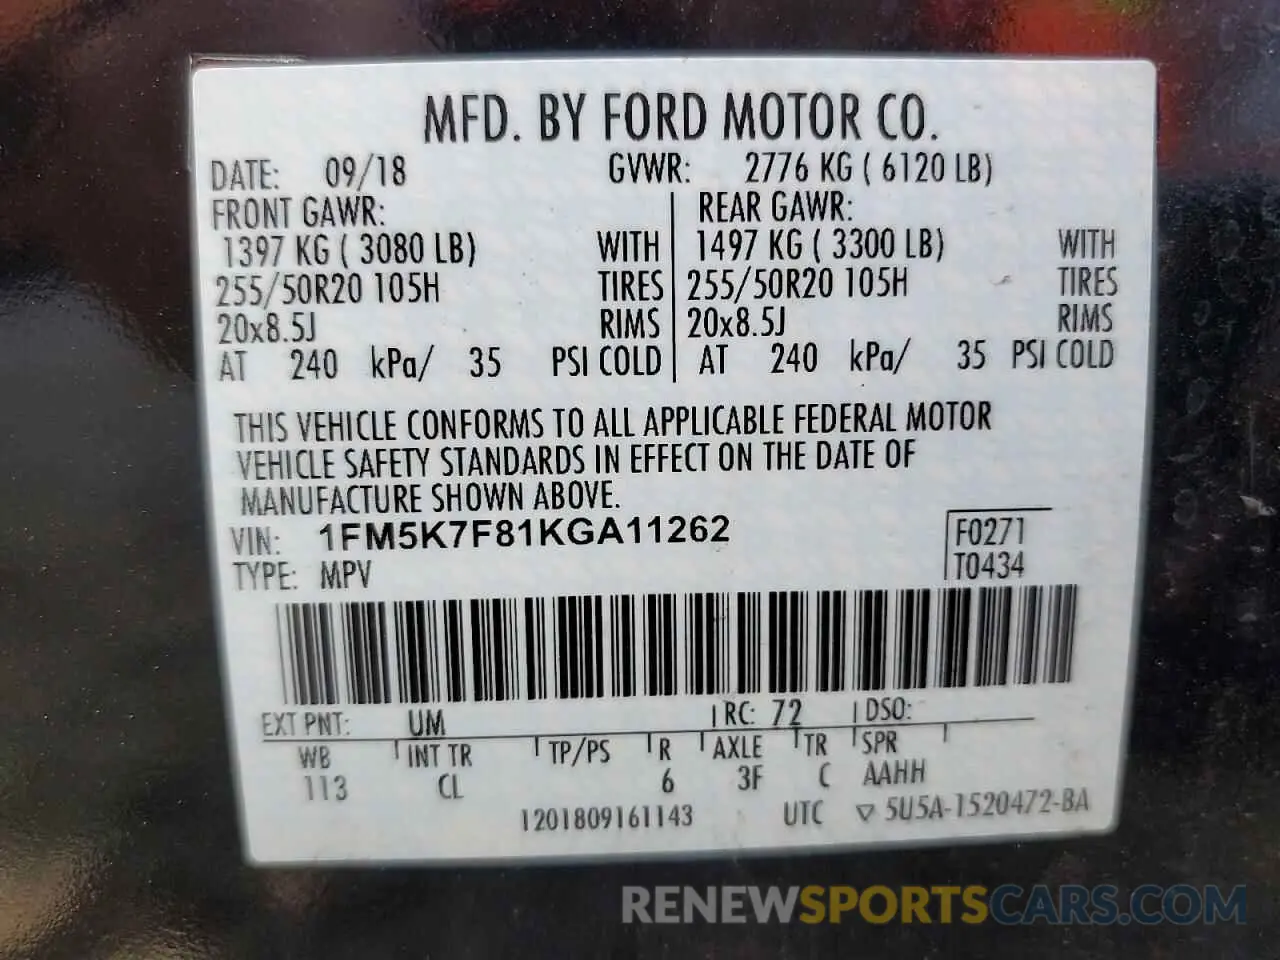 MFD. BY FORD MOTOR CO.
DATE: 09/18 GVWR: 2776 KG ( 6120 LB)
FRONT GAWR: REAR GAWR:
1397 KG ( 3080 LB) WITH 1497 KG ( 3300 LB) WITH
255/50R20 105H TIRES 255/50R20 105H TIRES
20x8.5J RIMS 20x8.5J RIMS
AT 240 kPa/ 35 PSI COLD AT 240 kPa/ 35 PSI COLD
THIS VEHICLE CONFORMS TO ALL APPLICABLE FEDERAL MOTOR
VEHICLE SAFETY STANDARDS IN EFFECT ON THE DATE OF
MANUFACTURE SHOWN ABOVE.
VIN: 1FM5K7F81KGA11262 F0271
TYPE: MPV T0434
EXT PNT: UM RC: 72 DSO:
WB INT TR TP/PS R AXLE TR SPR
113 CL 6 3F C AAHH
1201809161143 UTC ▽ 5U5A-1520472-BA
RENEWSPORTSCARS.COM